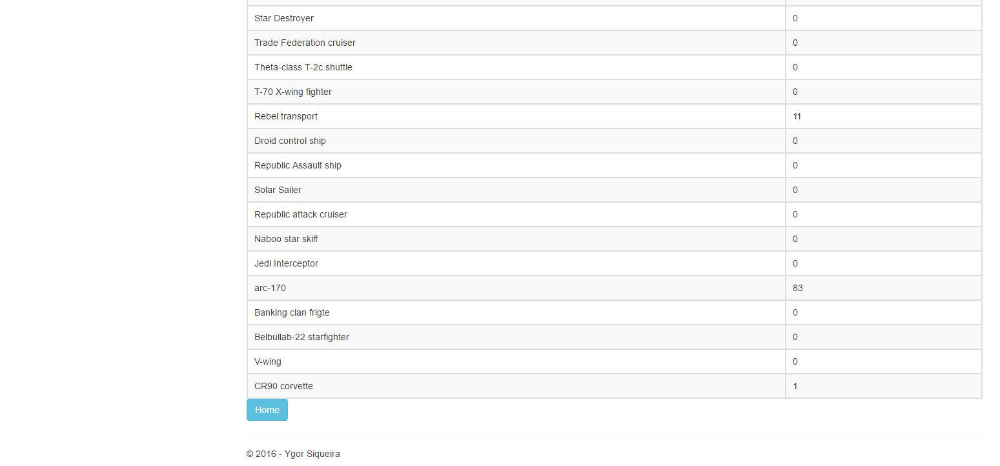 Star Destroyer 0
Trade Federation cruiser 0
Theta-class T-2c shuttle 0
T-70 X-wing fighter 0
Rebel transport 11
Droid control ship 0
Republic Assault ship 0
Solar Sailer 0
Republic attack cruiser 0
Naboo star skiff 0
Jedi Interceptor 0
arc-170 83
Banking clan frigte 0
Belbullab-22 starfighter 0
V-wing 0
CR90 corvette 1
Home
© 2016 - Ygor Siqueira